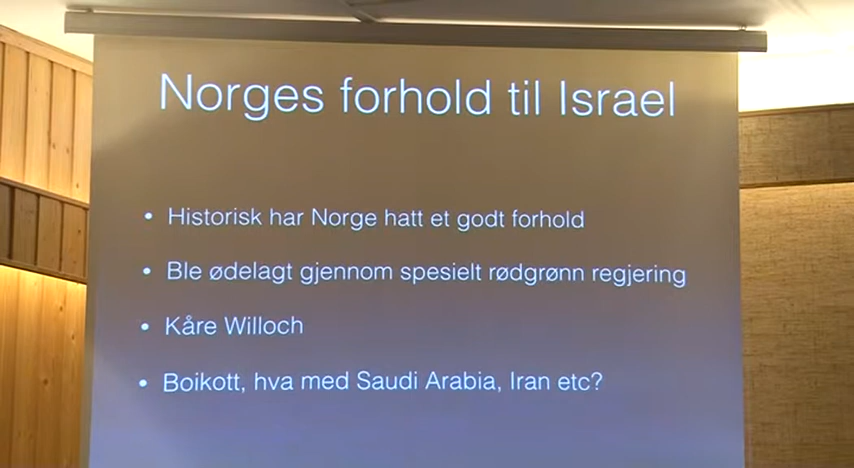 Norges forhold til Israel
• Historisk har Norge hatt et godt forhold
• Ble ødelagt gjennom spesielt rødgrønn regjering
• Kåre Willoch
• Boikott, hva med Saudi Arabia, Iran etc?